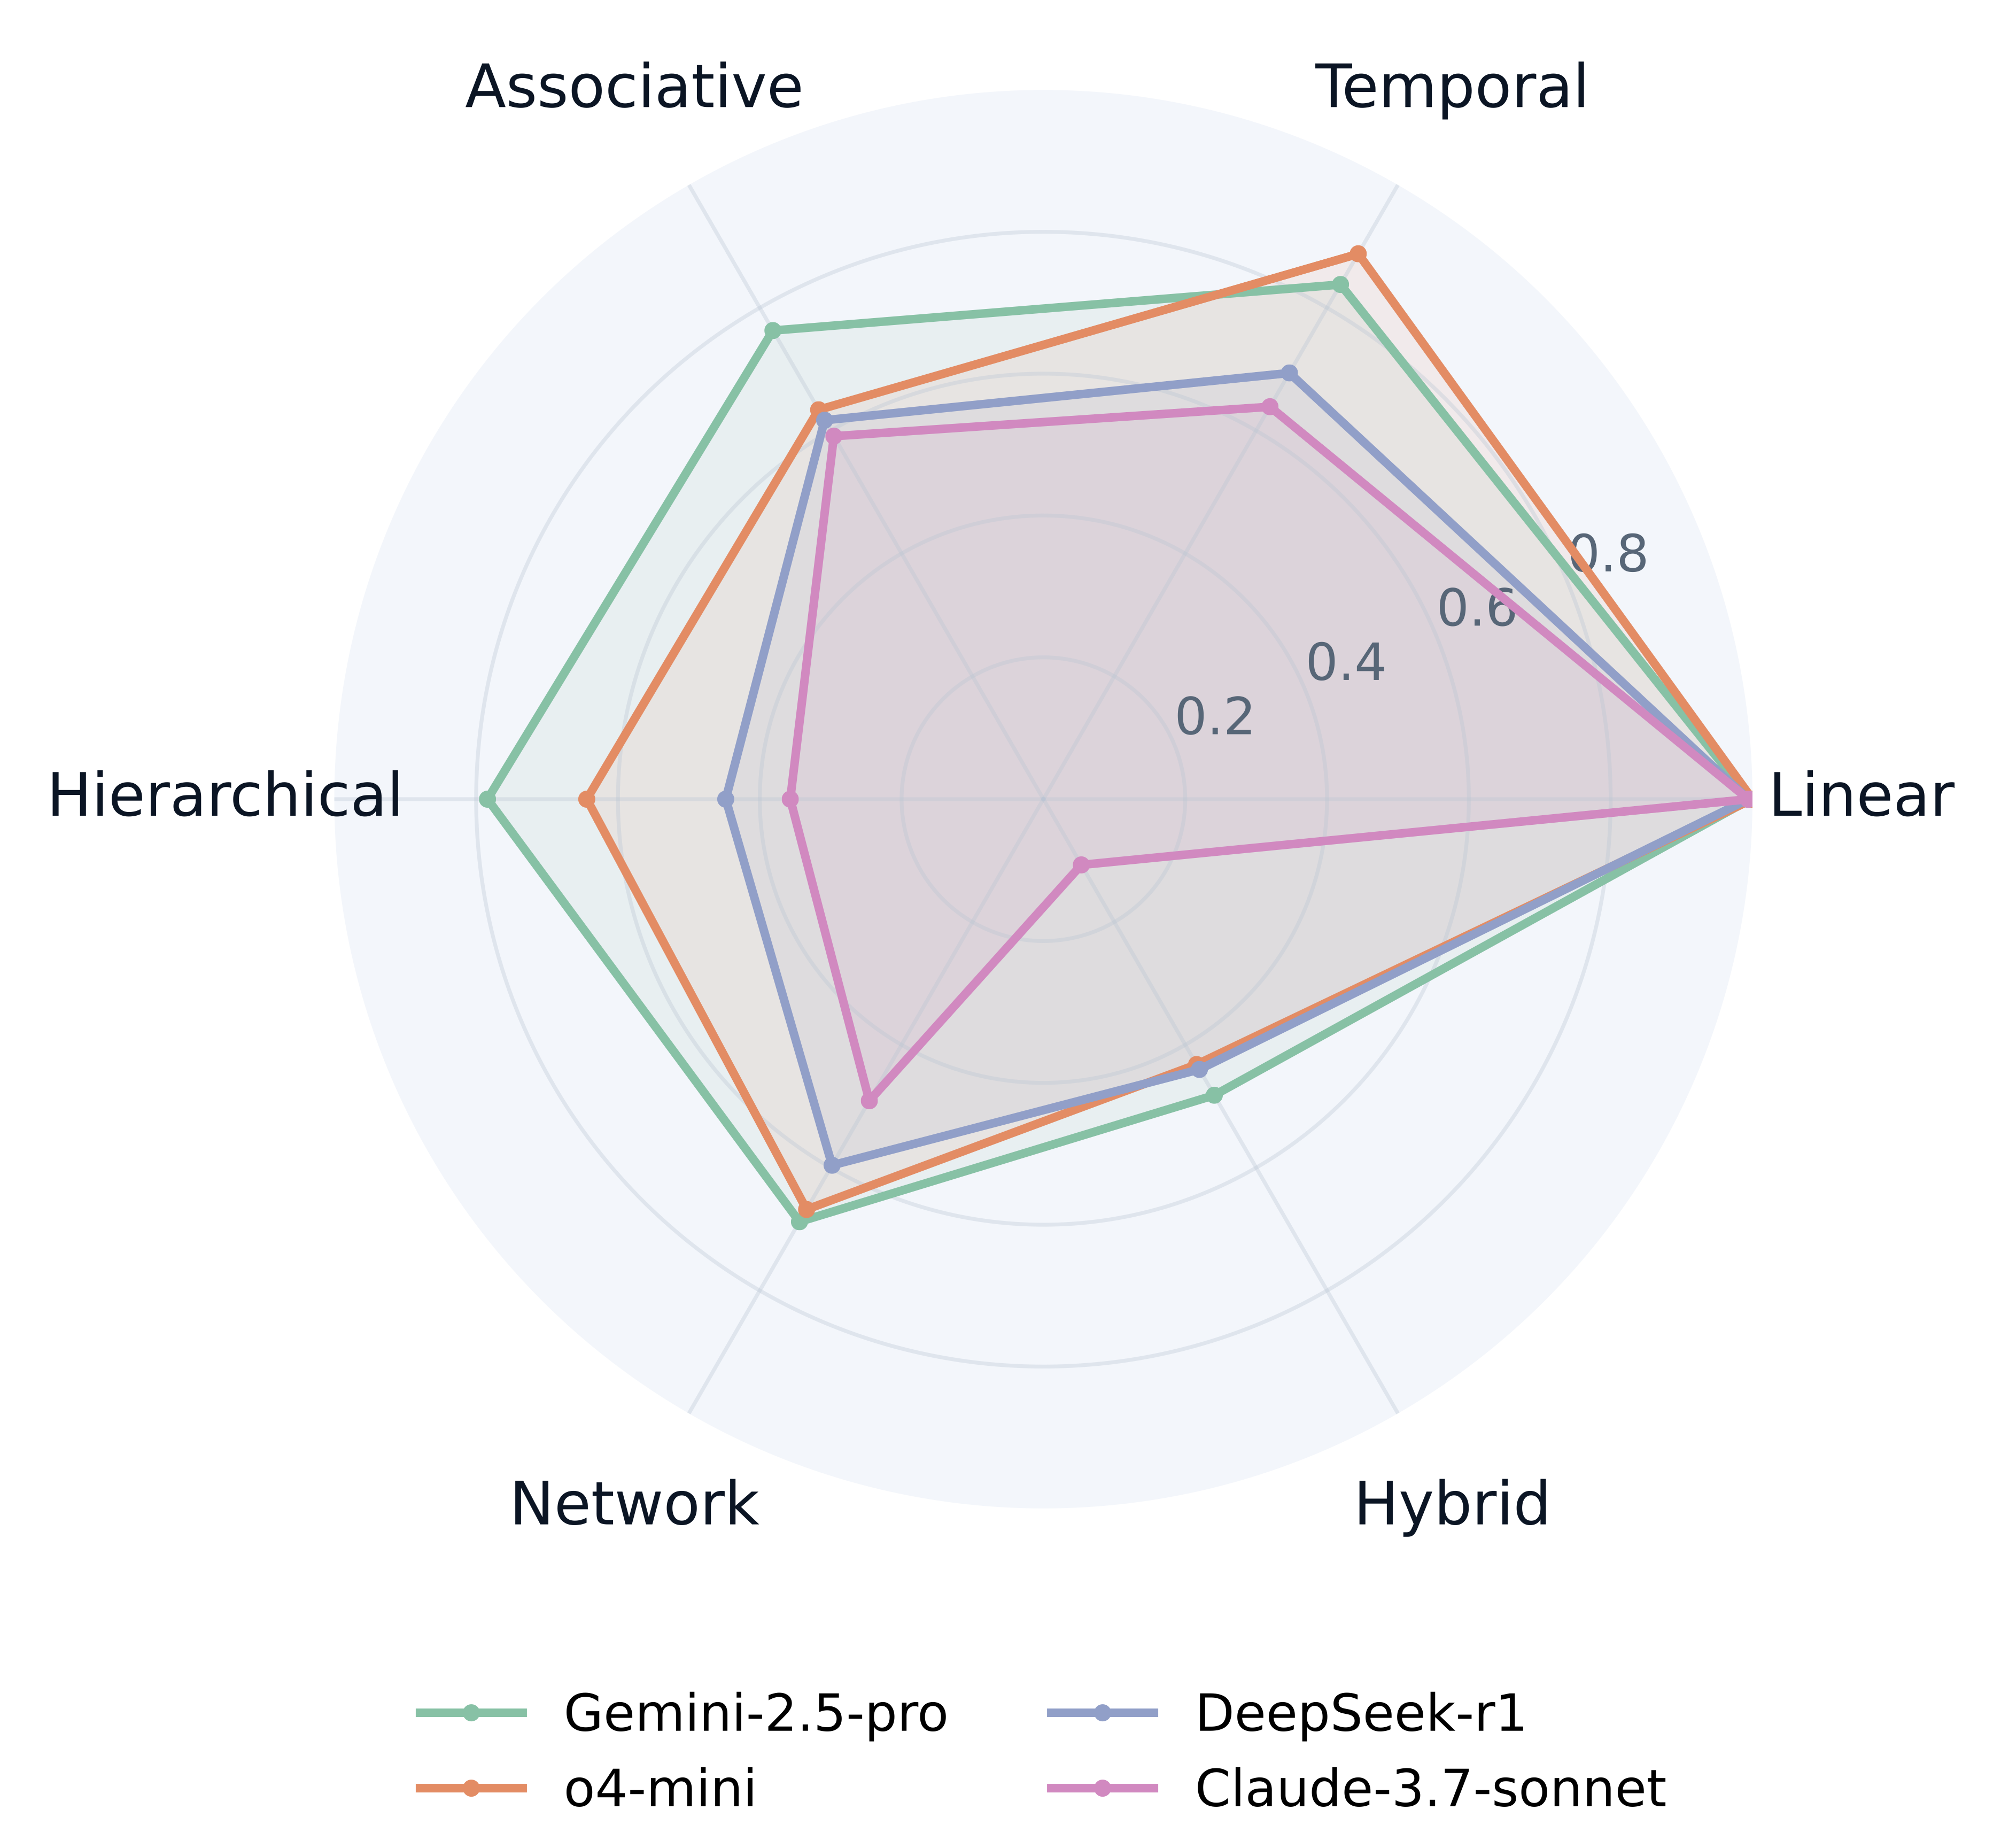 Associative
Temporal
0.8
0.6
0.4
0.2
Hierarchical
Linear
Network
Hybrid
Gemini-2.5-pro
o4-mini
DeepSeek-r1
Claude-3.7-sonnet